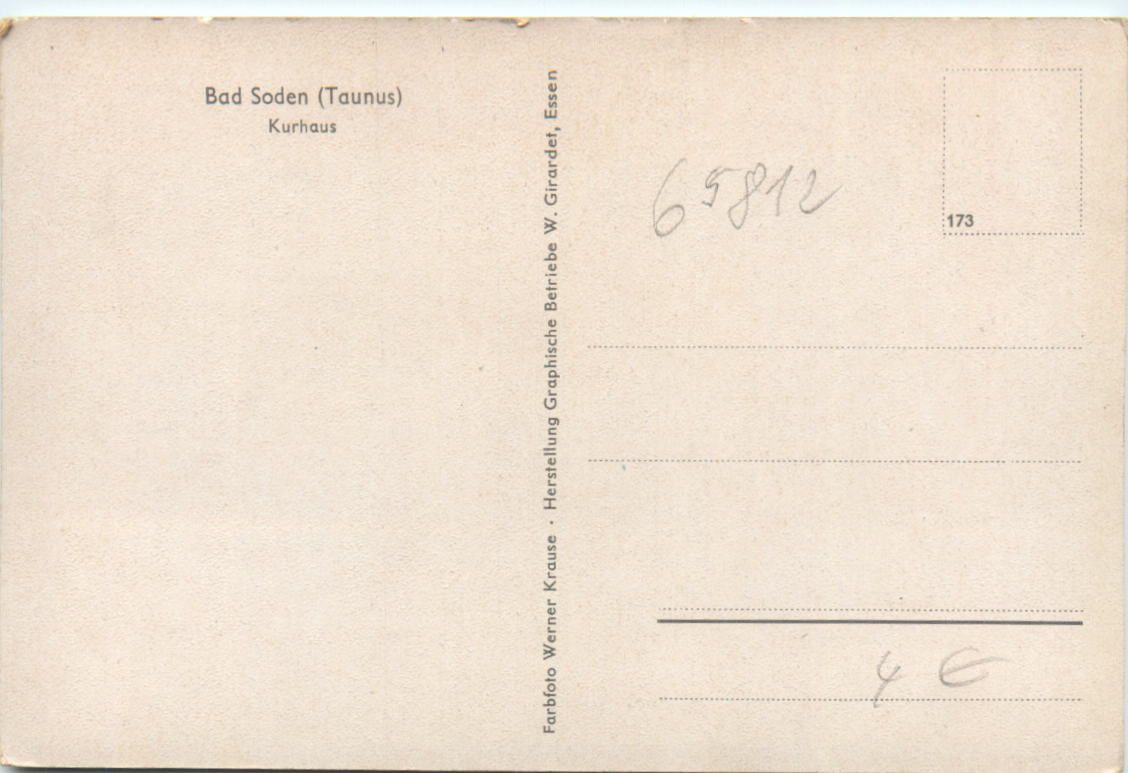 Bad Soden (Taunus)
Kurhaus
Farbfoto Werner Krause · Herstellung Graphische Betriebe W. Girardet, Essen
65812
173
4 €